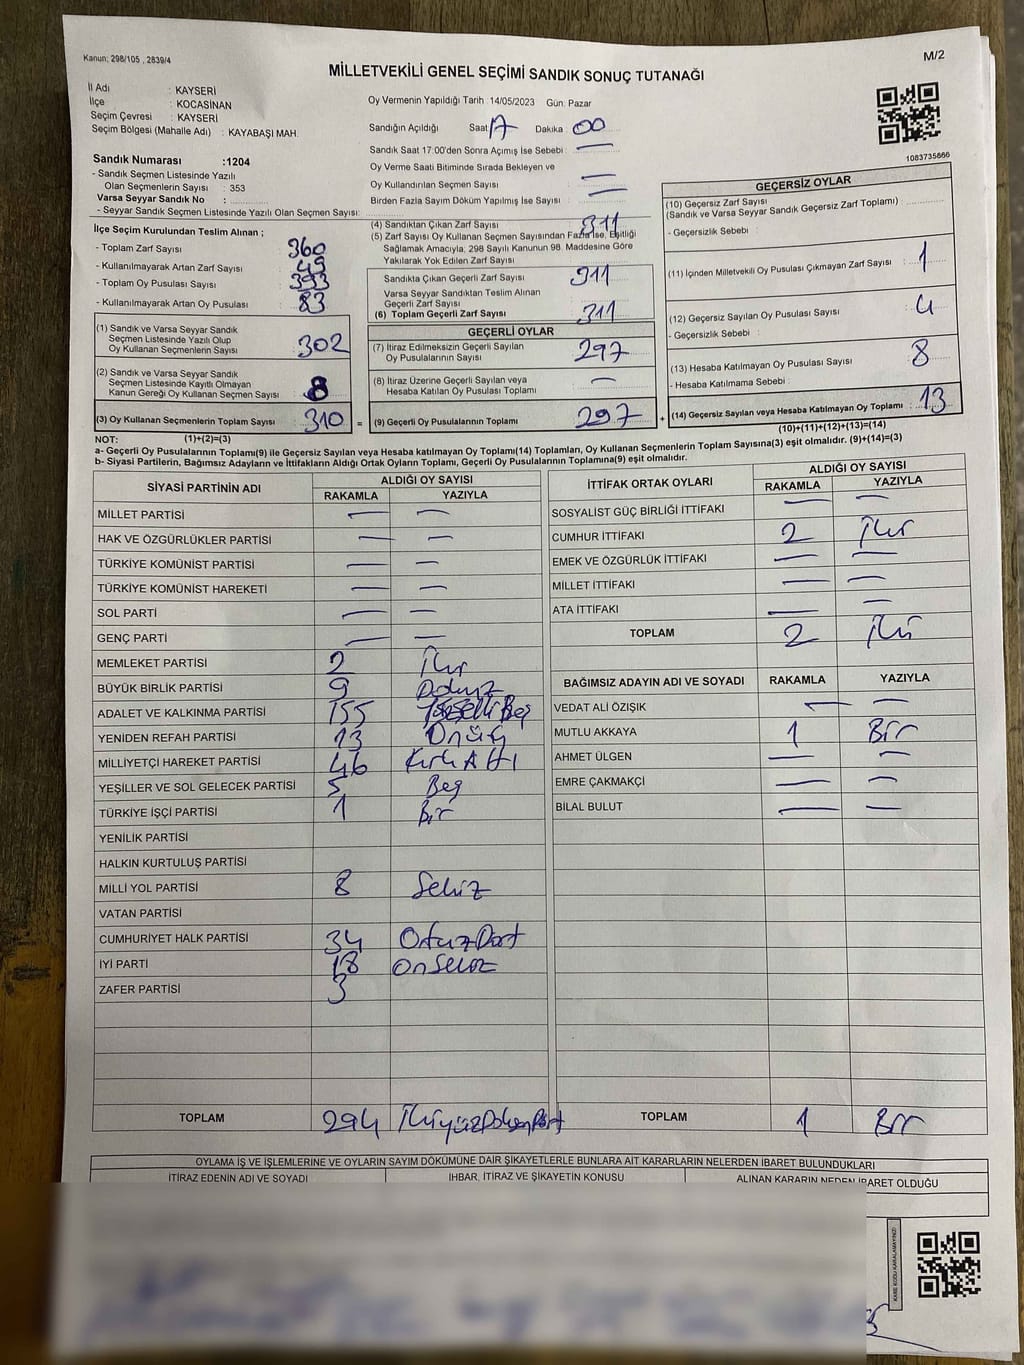 Kanun: 298/105 , 2839/4
M/2
MİLLETVEKİLİ GENEL SEÇİMİ SANDIK SONUÇ TUTANAĞI
İl Adı : KAYSERİ
İlçe : KOCASİNAN
Seçim Çevresi : KAYSERİ
Seçim Bölgesi (Mahalle Adı) : KAYABAŞI MAH.
Oy Vermenin Yapıldığı Tarih :14/05/2023 Gün: Pazar
Sandığın Açıldığı Saat 17 Dakika 00
Sandık Saat 17:00'den Sonra Açımış İse Sebebi : —
Oy Verme Saati Bitiminde Sırada Bekleyen ve
Oy Kullandırılan Seçmen Sayısı : —
Birden Fazla Sayım Döküm Yapılmış İse Sayısı : —
1083735666
Sandık Numarası :1204
- Sandık Seçmen Listesinde Yazılı
Olan Seçmenlerin Sayısı : 353
Varsa Seyyar Sandık No :
- Seyyar Sandık Seçmen Listesinde Yazılı Olan Seçmen Sayısı:
İlçe Seçim Kurulundan Teslim Alınan ;
- Toplam Zarf Sayısı : 360
- Kullanılmayarak Artan Zarf Sayısı : 49
- Toplam Oy Pusulası Sayısı : 393
- Kullanılmayarak Artan Oy Pusulası : 83
(1) Sandık ve Varsa Seyyar Sandık
Seçmen Listesinde Yazılı Olup
Oy Kullanan Seçmenlerin Sayısı : 302
(2) Sandık ve Varsa Seyyar Sandık
Seçmen Listesinde Kayıtlı Olmayan
Kanun Gereği Oy Kullanan Seçmen Sayısı : 8
(3) Oy Kullanan Seçmenlerin Toplam Sayısı : 310 =
(4) Sandıktan Çıkan Zarf Sayısı : 311
(5) Zarf Sayısı Oy Kullanan Seçmen Sayısından Fazla İse, Eşitliği
Sağlamak Amacıyla, 298 Sayılı Kanunun 98. Maddesine Göre
Yakılarak Yok Edilen Zarf Sayısı :
Sandıkta Çıkan Geçerli Zarf Sayısı : 311
Varsa Seyyar Sandıktan Teslim Alınan
Geçerli Zarf Sayısı :
(6) Toplam Geçerli Zarf Sayısı : 311
GEÇERLİ OYLAR
(7) İtiraz Edilmeksizin Geçerli Sayılan
Oy Pusulalarının Sayısı : 297
(8) İtiraz Üzerine Geçerli Sayılan veya
Hesaba Katılan Oy Pusulası Toplamı : —
(9) Geçerli Oy Pusulalarının Toplamı : 297 +
GEÇERSİZ OYLAR
(10) Geçersiz Zarf Sayısı
(Sandık ve Varsa Seyyar Sandık Geçersiz Zarf Toplamı) :
- Geçersizlik Sebebi :
(11) İçinden Milletvekili Oy Pusulası Çıkmayan Zarf Sayısı : 1
(12) Geçersiz Sayılan Oy Pusulası Sayısı : 4
- Geçersizlik Sebebi :
(13) Hesaba Katılmayan Oy Pusulası Sayısı : 8
- Hesaba Katılmama Sebebi :
(14) Geçersiz Sayılan veya Hesaba Katılmayan Oy Toplamı : 13
(10)+(11)+(12)+(13)=(14)
NOT: (1)+(2)=(3)
a- Geçerli Oy Pusulalarının Toplamı(9) ile Geçersiz Sayılan veya Hesaba katılmayan Oy Toplamı(14) Toplamları, Oy Kullanan Seçmenlerin Toplam Sayısına(3) eşit olmalıdır. (9)+(14)=(3)
b- Siyasi Partilerin, Bağımsız Adayların ve İttifakların Aldığı Ortak Oyların Toplamı, Geçerli Oy Pusulalarının Toplamına(9) eşit olmalıdır.
SİYASİ PARTİNİN ADI ALDIĞI OY SAYISI
RAKAMLA YAZIYLA
MİLLET PARTİSİ — —
HAK VE ÖZGÜRLÜKLER PARTİSİ — —
TÜRKİYE KOMÜNİST PARTİSİ — —
TÜRKİYE KOMÜNİST HAREKETİ — —
SOL PARTİ — —
GENÇ PARTİ — —
MEMLEKET PARTİSİ 2 İki
BÜYÜK BİRLİK PARTİSİ 9 Dokuz
ADALET VE KALKINMA PARTİSİ 155 Yüzelli Beş
YENİDEN REFAH PARTİSİ 13 Onüç
MİLLİYETÇİ HAREKET PARTİSİ 46 Kırk Altı
YEŞİLLER VE SOL GELECEK PARTİSİ 5 Beş
TÜRKİYE İŞÇİ PARTİSİ 1 Bir
YENİLİK PARTİSİ
HALKIN KURTULUŞ PARTİSİ
MİLLİ YOL PARTİSİ 8 Sekiz
VATAN PARTİSİ
CUMHURİYET HALK PARTİSİ 34 OtuzDört
İYİ PARTİ 18 OnSekiz
ZAFER PARTİSİ 3
TOPLAM 294 İkiyüzDoksanDört
İTTİFAK ORTAK OYLARI ALDIĞI OY SAYISI
RAKAMLA YAZIYLA
SOSYALİST GÜÇ BİRLİĞİ İTTİFAKI — —
CUMHUR İTTİFAKI 2 İki
EMEK VE ÖZGÜRLÜK İTTİFAKI — —
MİLLET İTTİFAKI — —
ATA İTTİFAKI — —
TOPLAM 2 İki
BAĞIMSIZ ADAYIN ADI VE SOYADI RAKAMLA YAZIYLA
VEDAT ALİ ÖZIŞIK — —
MUTLU AKKAYA 1 Bir
AHMET ÜLGEN — —
EMRE ÇAKMAKÇİ — —
BİLAL BULUT — —
TOPLAM 1 Bir
OYLAMA İŞ VE İŞLEMLERİNE VE OYLARIN SAYIM DÖKÜMÜNE DAİR ŞİKAYETLERLE BUNLARA AİT KARARLARIN NELERDEN İBARET BULUNDUKLARI
İTİRAZ EDENİN ADI VE SOYADI İHBAR, İTİRAZ VE ŞİKAYETİN KONUSU ALINAN KARARIN NEDEN İBARET OLDUĞU
KARE KODU KARALAMAYINIZ!